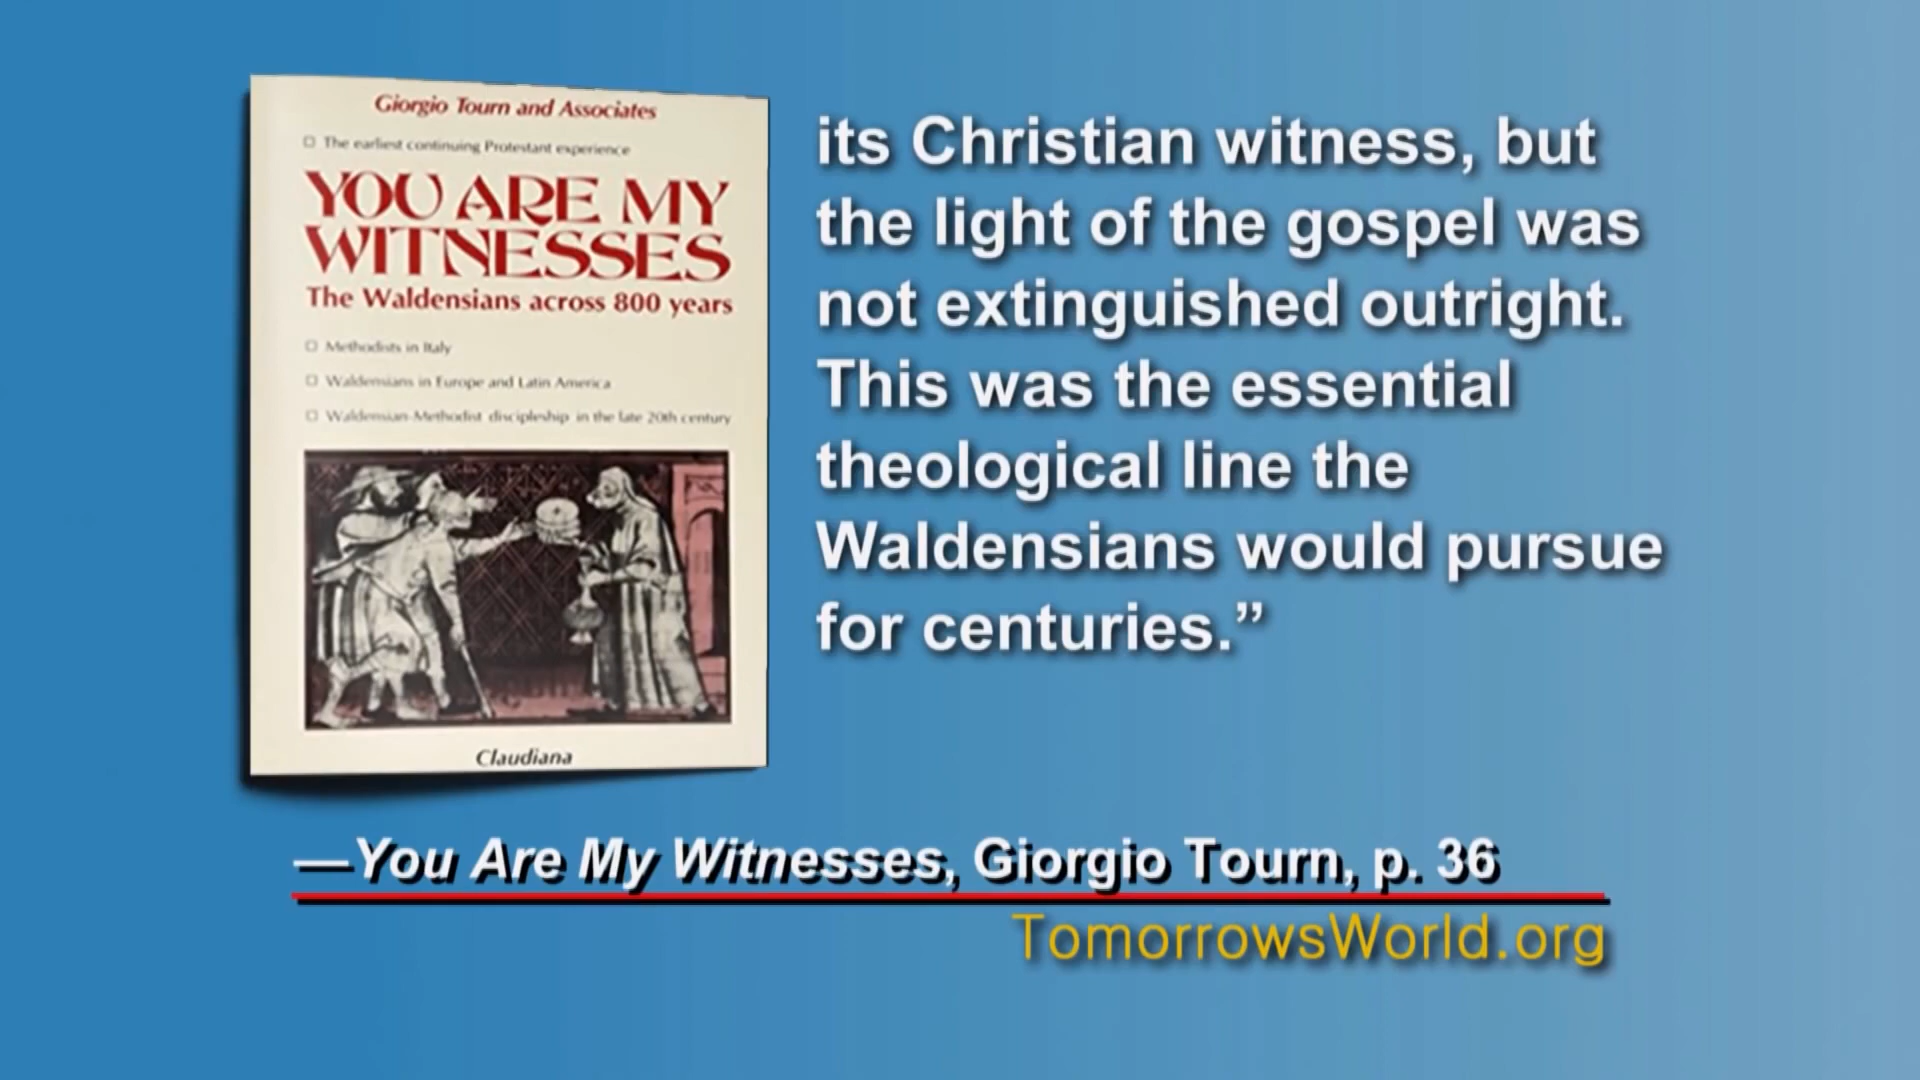 Giorgio Tourn and Associates
☐ The earliest continuing Protestant experience
YOU ARE MY
WITNESSES
The Waldensians across 800 years
☐ Methodists in Italy
☐ Waldensians in Europe and Latin America
☐ Waldensian-Methodist discipleship in the late 20th century
Claudiana
its Christian witness, but
the light of the gospel was
not extinguished outright.
This was the essential
theological line the
Waldensians would pursue
for centuries.”
—You Are My Witnesses, Giorgio Tourn, p. 36
TomorrowsWorld.org